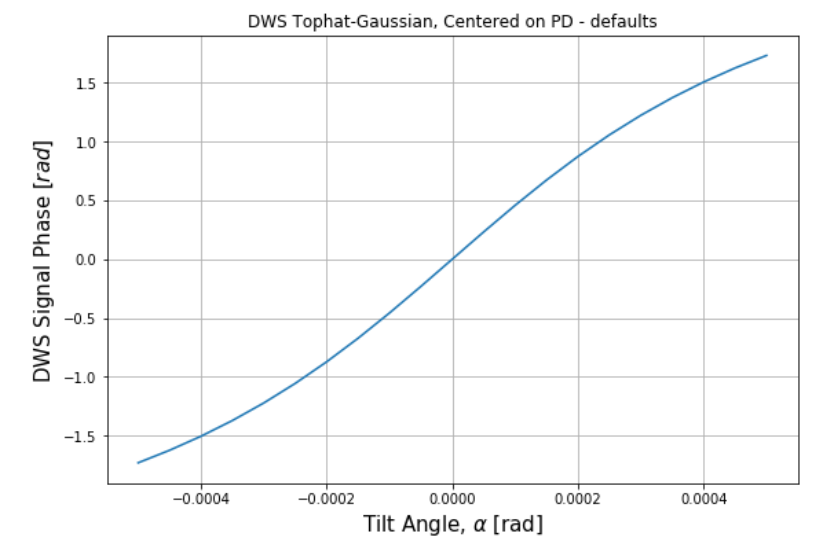 DWS Tophat-Gaussian, Centered on PD - defaults
DWS Signal Phase [rad]
1.5
1.0
0.5
0.0
−0.5
−1.0
−1.5
−0.0004 −0.0002 0.0000 0.0002 0.0004
Tilt Angle, α [rad]